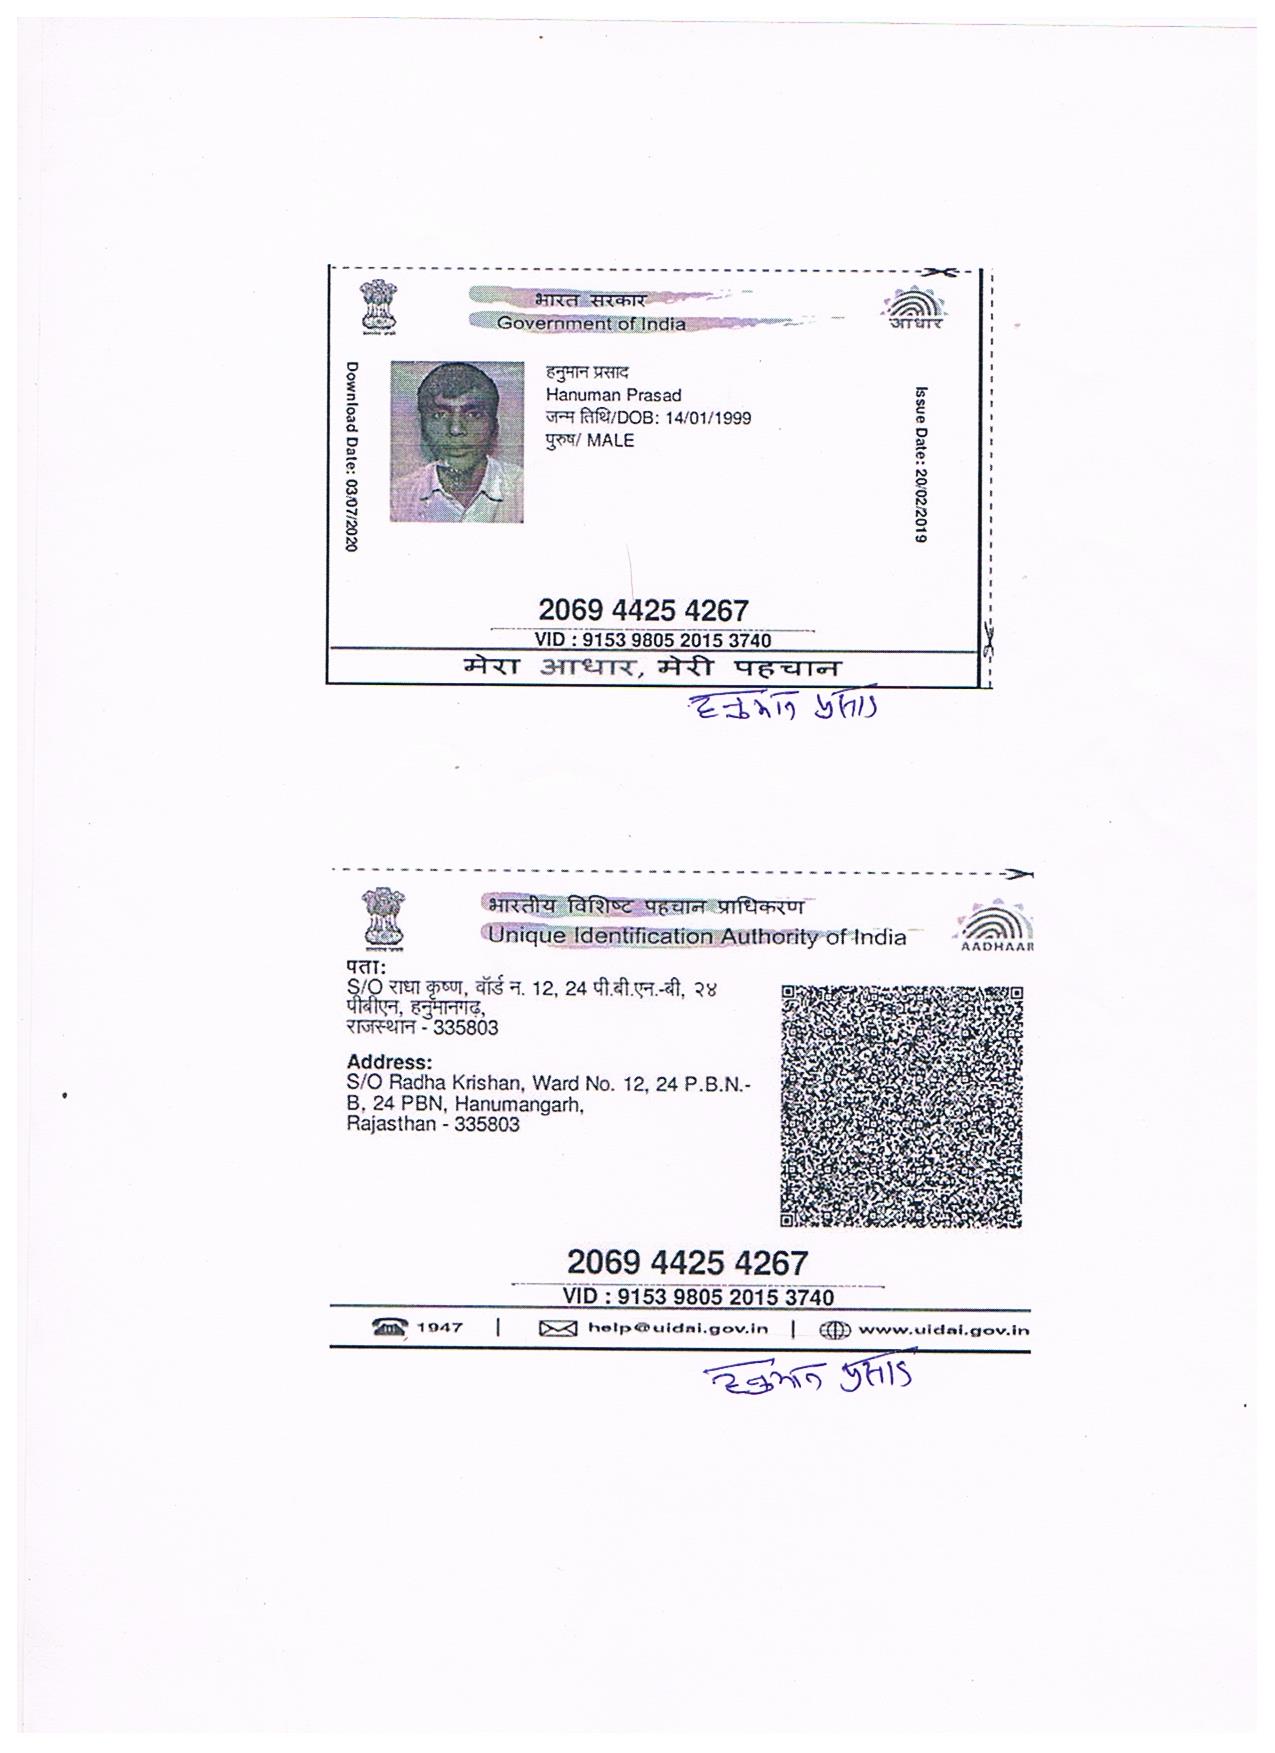 भारत सरकार
Government of India
आधार
Download Date: 03/07/2020
हनुमान प्रसाद
Hanuman Prasad
जन्म तिथि/DOB: 14/01/1999
पुरुष/ MALE
Issue Date: 20/02/2019
2069 4425 4267
VID : 9153 9805 2015 3740
मेरा आधार, मेरी पहचान
हनुमान प्रसाद
भारतीय विशिष्ट पहचान प्राधिकरण
Unique Identification Authority of India
AADHAAR
पता:
S/O राधा कृष्ण, वॉर्ड न. 12, 24 पी.बी.एन.-बी, २४
पीबीएन, हनुमानगढ़,
राजस्थान - 335803
Address:
S/O Radha Krishan, Ward No. 12, 24 P.B.N.-
B, 24 PBN, Hanumangarh,
Rajasthan - 335803
2069 4425 4267
VID : 9153 9805 2015 3740
1947 | help@uidai.gov.in | www.uidai.gov.in
हनुमान प्रसाद